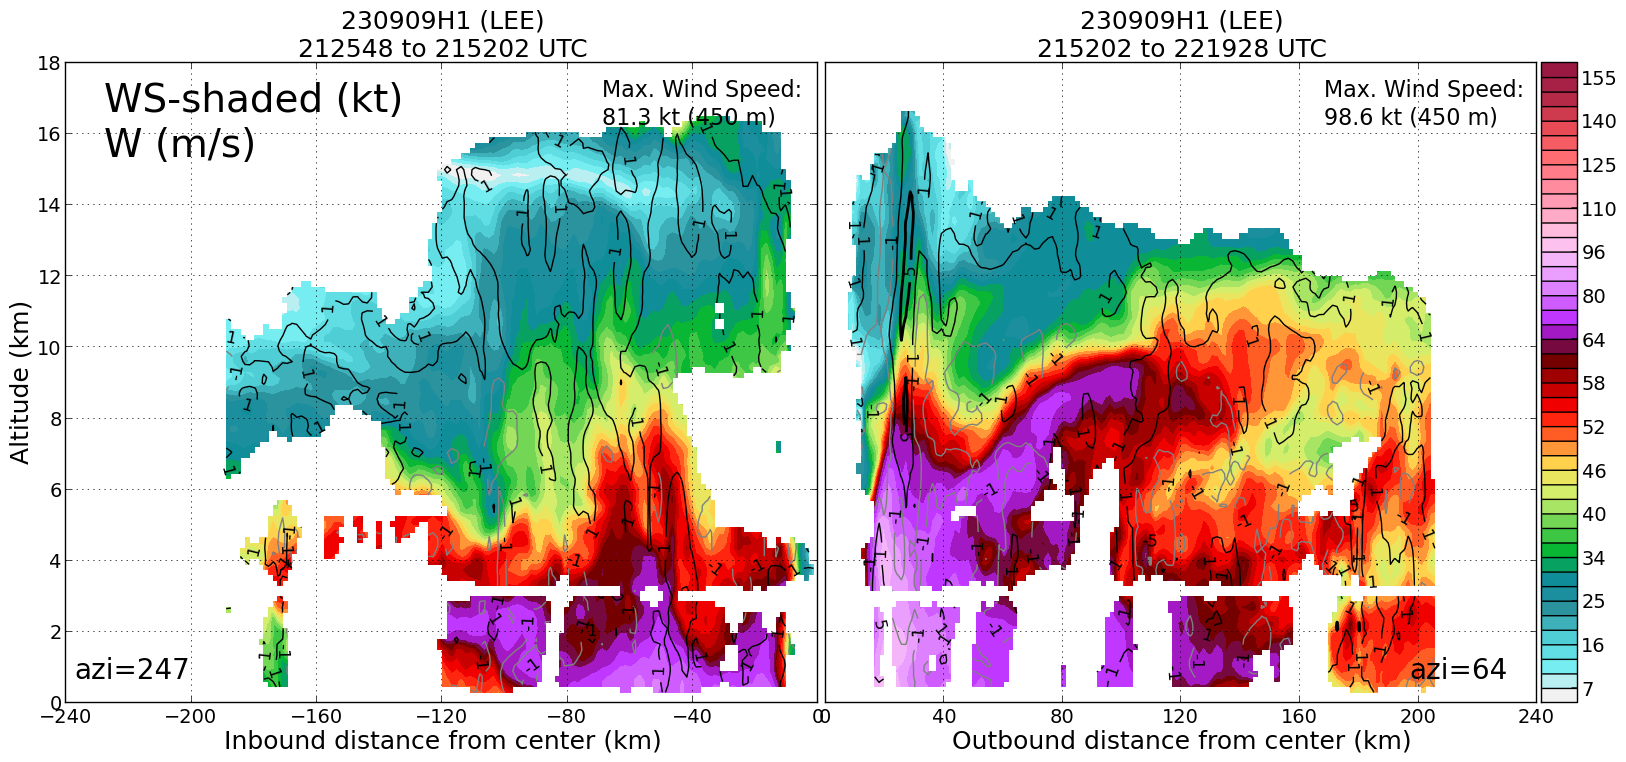 230909H1 (LEE)
212548 to 215202 UTC
230909H1 (LEE)
215202 to 221928 UTC
WS-shaded (kt)
W (m/s)
Max. Wind Speed:
81.3 kt (450 m)
Max. Wind Speed:
98.6 kt (450 m)
18
16
14
12
10
8
6
4
2
0
Altitude (km)
azi=247
azi=64
−240
−200
−160
−120
−80
−40
0
Inbound distance from center (km)
0
40
80
120
160
200
240
Outbound distance from center (km)
155
140
125
110
96
80
64
58
52
46
40
34
25
16
7